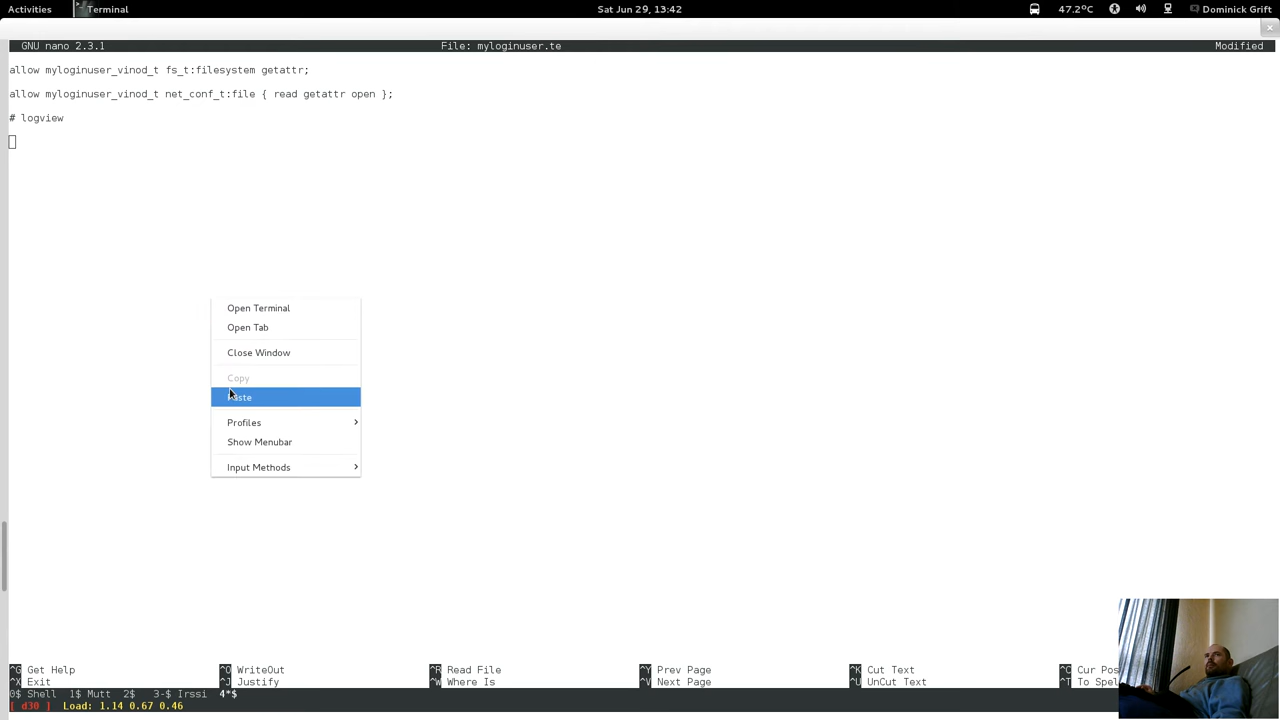 Activities Terminal Sat Jun 29, 13:42 47.2°C Dominick Grift
GNU nano 2.3.1 File: myloginuser.te Modified
allow myloginuser_vinod_t fs_t:filesystem getattr;
allow myloginuser_vinod_t net_conf_t:file { read getattr open };
# logview
Open Terminal
Open Tab
Close Window
Copy
Paste
Profiles
Show Menubar
Input Methods
^G Get Help ^O WriteOut ^R Read File ^Y Prev Page ^K Cut Text ^C Cur Pos
^X Exit ^J Justify ^W Where Is ^V Next Page ^U UnCut Text ^T To Spel
0$ Shell 1$ Mutt 2$ 3-$ Irssi 4*$
[ d30 ] Load: 1.14 0.67 0.46